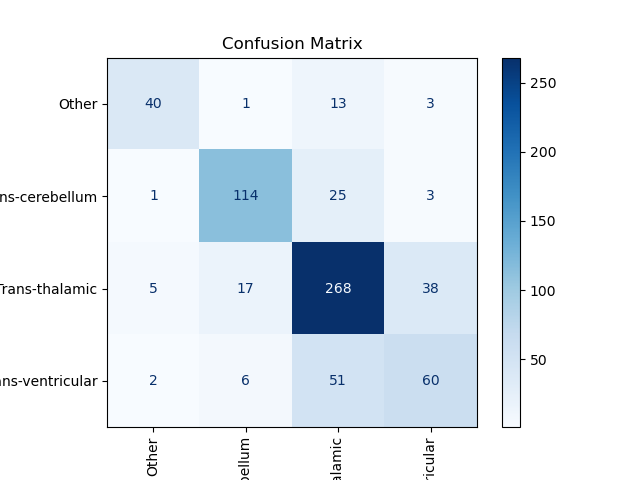 Confusion Matrix
Other 40 1 13 3
ns-cerebellum 1 114 25 3
Trans-thalamic 5 17 268 38
ns-ventricular 2 6 51 60
Other bellum alamic ricular
250
200
150
100
50